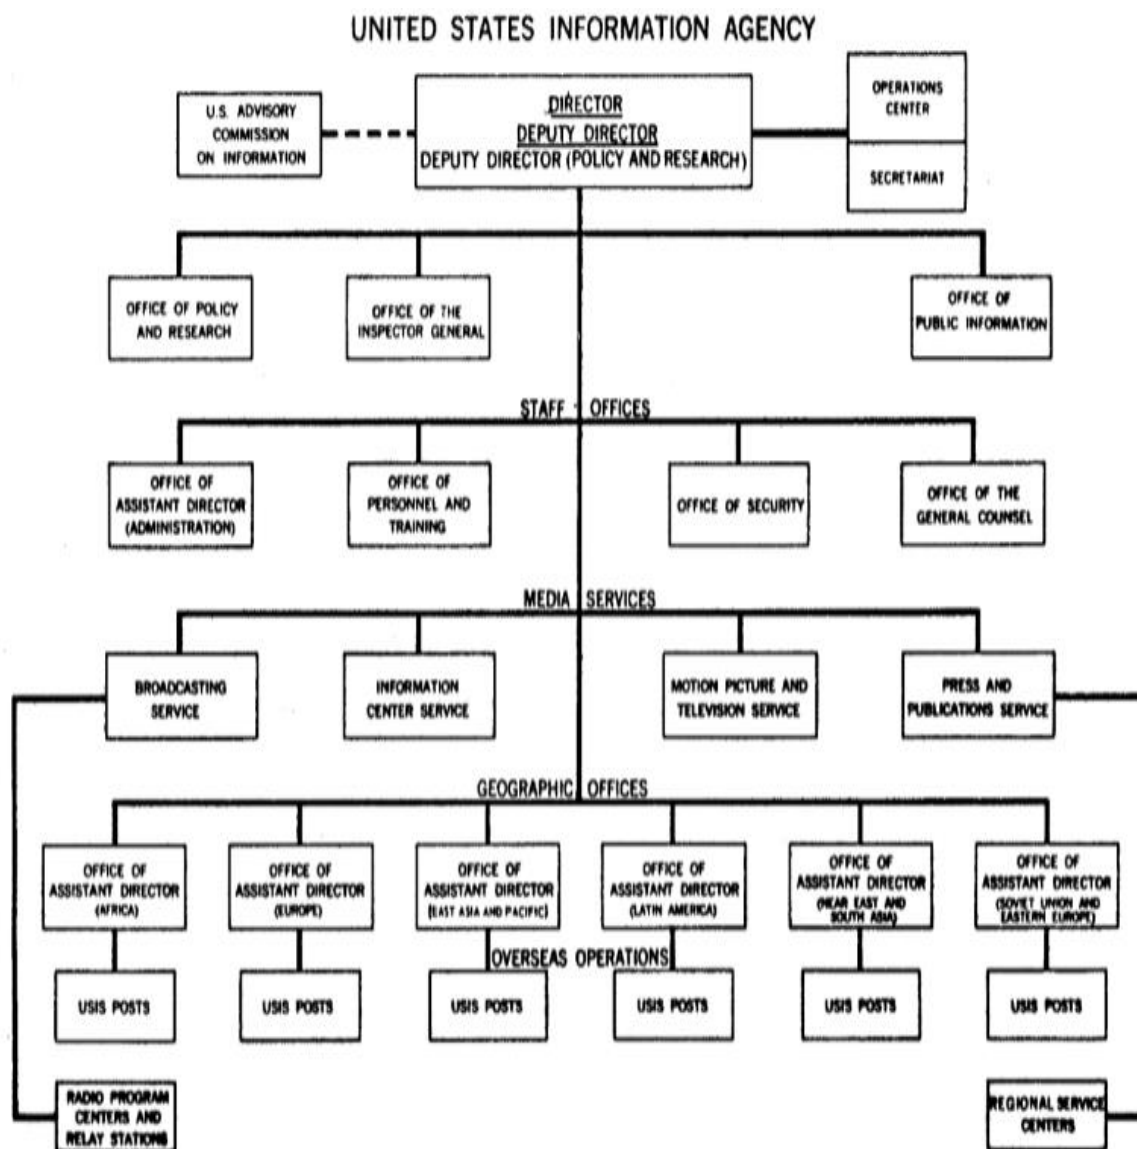 UNITED STATES INFORMATION AGENCY
U.S. ADVISORY
COMMISSION
ON INFORMATION
DIRECTOR
DEPUTY DIRECTOR
DEPUTY DIRECTOR (POLICY AND RESEARCH)
OPERATIONS
CENTER
SECRETARIAT
OFFICE OF POLICY
AND RESEARCH
OFFICE OF THE
INSPECTOR GENERAL
OFFICE OF
PUBLIC INFORMATION
STAFF OFFICES
OFFICE OF
ASSISTANT DIRECTOR
(ADMINISTRATION)
OFFICE OF
PERSONNEL AND
TRAINING
OFFICE OF SECURITY
OFFICE OF THE
GENERAL COUNSEL
MEDIA SERVICES
BROADCASTING
SERVICE
INFORMATION
CENTER SERVICE
MOTION PICTURE AND
TELEVISION SERVICE
PRESS AND
PUBLICATIONS SERVICE
GEOGRAPHIC OFFICES
OFFICE OF
ASSISTANT DIRECTOR
(AFRICA)
OFFICE OF
ASSISTANT DIRECTOR
(EUROPE)
OFFICE OF
ASSISTANT DIRECTOR
(EAST ASIA AND PACIFIC)
OFFICE OF
ASSISTANT DIRECTOR
(LATIN AMERICA)
OFFICE OF
ASSISTANT DIRECTOR
(NEAR EAST AND
SOUTH ASIA)
OFFICE OF
ASSISTANT DIRECTOR
(SOVIET UNION AND
EASTERN EUROPE)
OVERSEAS OPERATIONS
USIS POSTS
USIS POSTS
USIS POSTS
USIS POSTS
USIS POSTS
USIS POSTS
RADIO PROGRAM
CENTERS AND
RELAY STATIONS
REGIONAL SERVICE
CENTERS